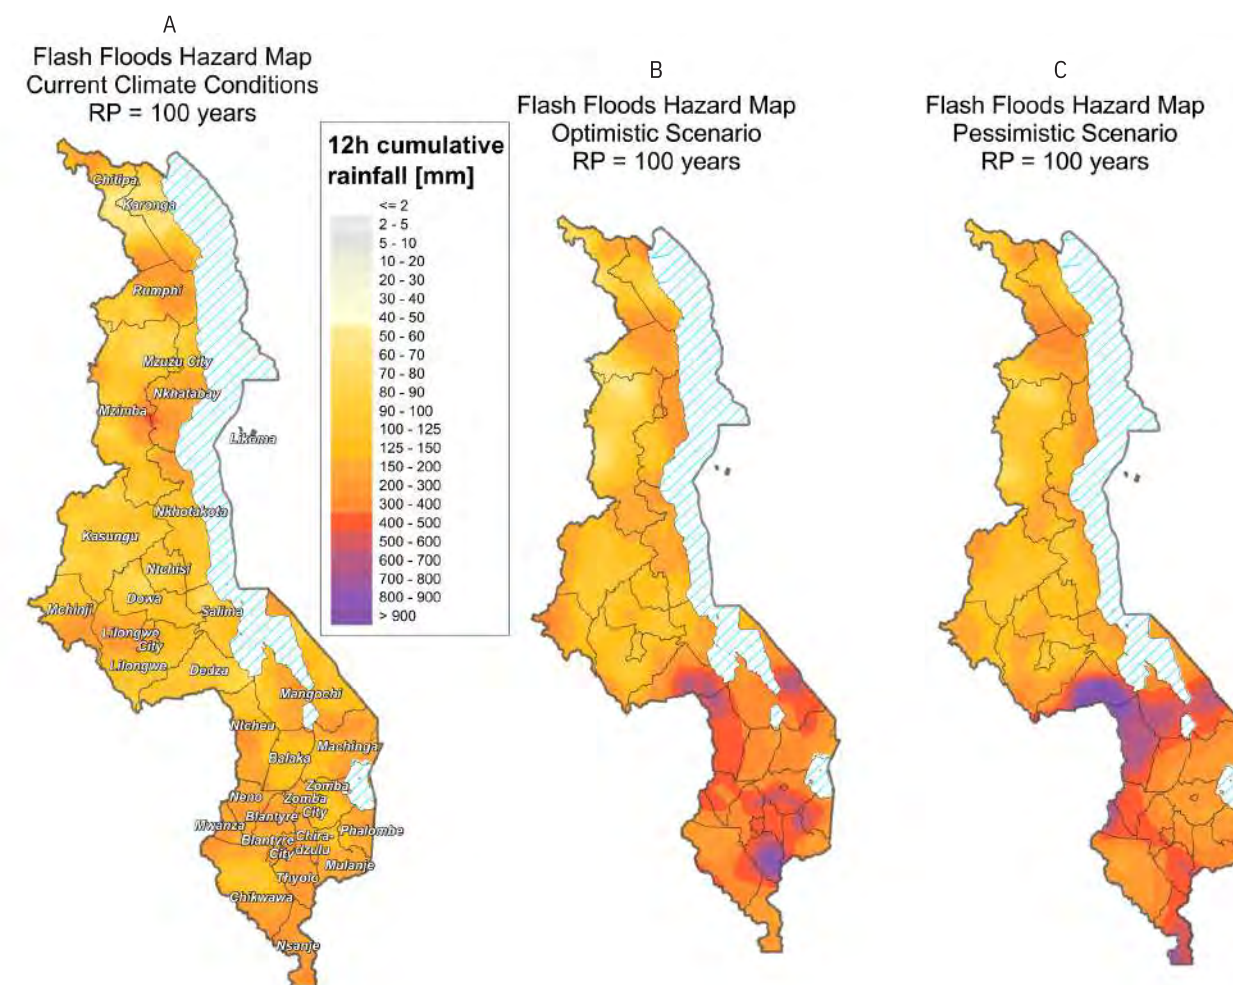 A
Flash Floods Hazard Map
Current Climate Conditions
RP = 100 years
B
Flash Floods Hazard Map
Optimistic Scenario
RP = 100 years
C
Flash Floods Hazard Map
Pessimistic Scenario
RP = 100 years
12h cumulative
rainfall [mm]
<= 2
2 - 5
5 - 10
10 - 20
20 - 30
30 - 40
40 - 50
50 - 60
60 - 70
70 - 80
80 - 90
90 - 100
100 - 125
125 - 150
150 - 200
200 - 300
300 - 400
400 - 500
500 - 600
600 - 700
700 - 800
800 - 900
> 900
Chitipa
Karonga
Rumphi
Mzuzu City
Nkhatabay
Mzimba
Likoma
Nkhotakota
Kasungu
Ntchisi
Dowa
Mchinji
Salima
Lilongwe
City
Lilongwe
Dedza
Mangochi
Ntcheu
Machinga
Balaka
Zomba
Neno
Zomba
City
Blantyre
Mwanza
Phalombe
Blantyre
City
Chira-
dzulu
Mulanje
Thyolo
Chikwawa
Nsanje